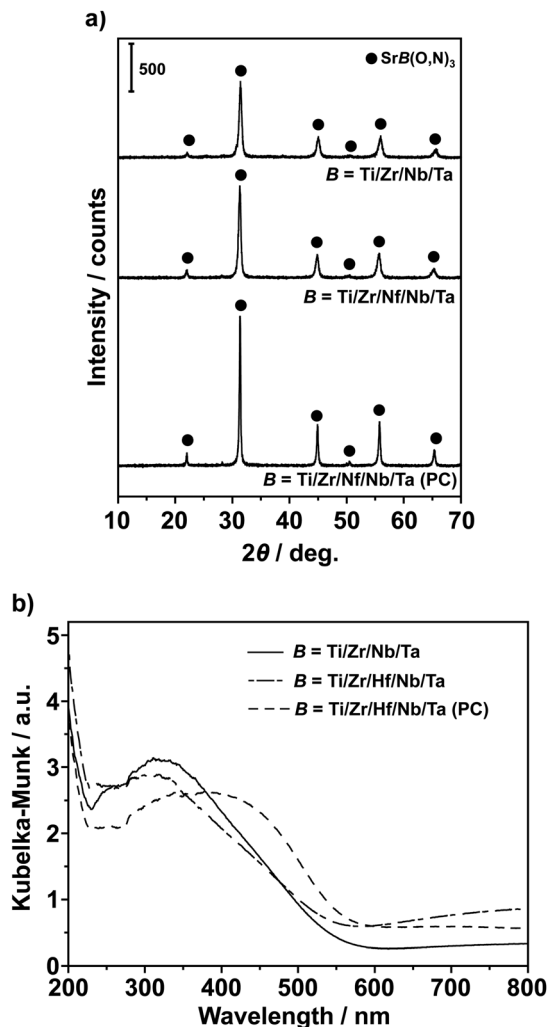 a)
500
● SrB(O,N)₃
B = Ti/Zr/Nb/Ta
B = Ti/Zr/Nf/Nb/Ta
B = Ti/Zr/Nf/Nb/Ta (PC)
Intensity / counts
10 20 30 40 50 60 70
2θ / deg.
b)
B = Ti/Zr/Nb/Ta
B = Ti/Zr/Hf/Nb/Ta
B = Ti/Zr/Hf/Nb/Ta (PC)
Kubelka-Munk / a.u.
5
4
3
2
1
0
200 300 400 500 600 700 800
Wavelength / nm